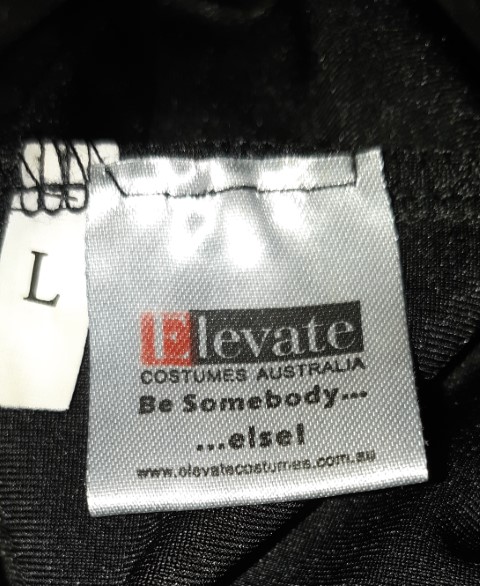 L
Elevate
COSTUMES AUSTRALIA
Be Somebody...
...else!
www.elevatecostumes.com.au